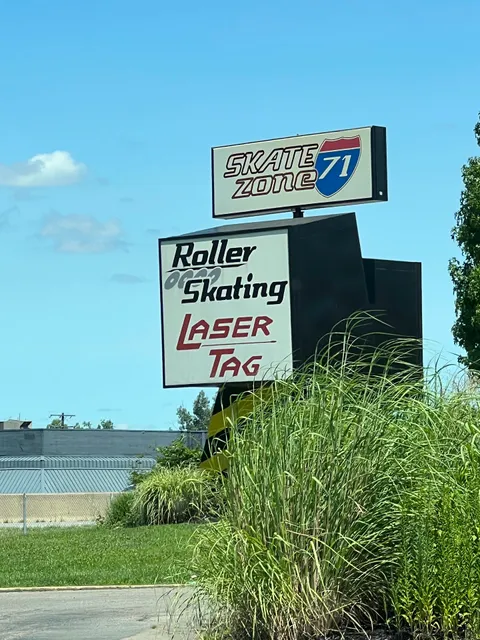 SKATE
zone 71
Roller
Skating
LASER
TAG